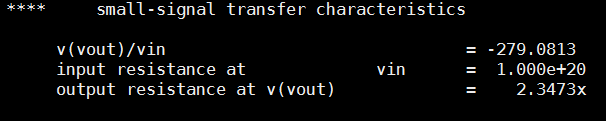 **** small-signal transfer characteristics
v(vout)/vin = -279.0813
input resistance at vin = 1.000e+20
output resistance at v(vout) = 2.3473x